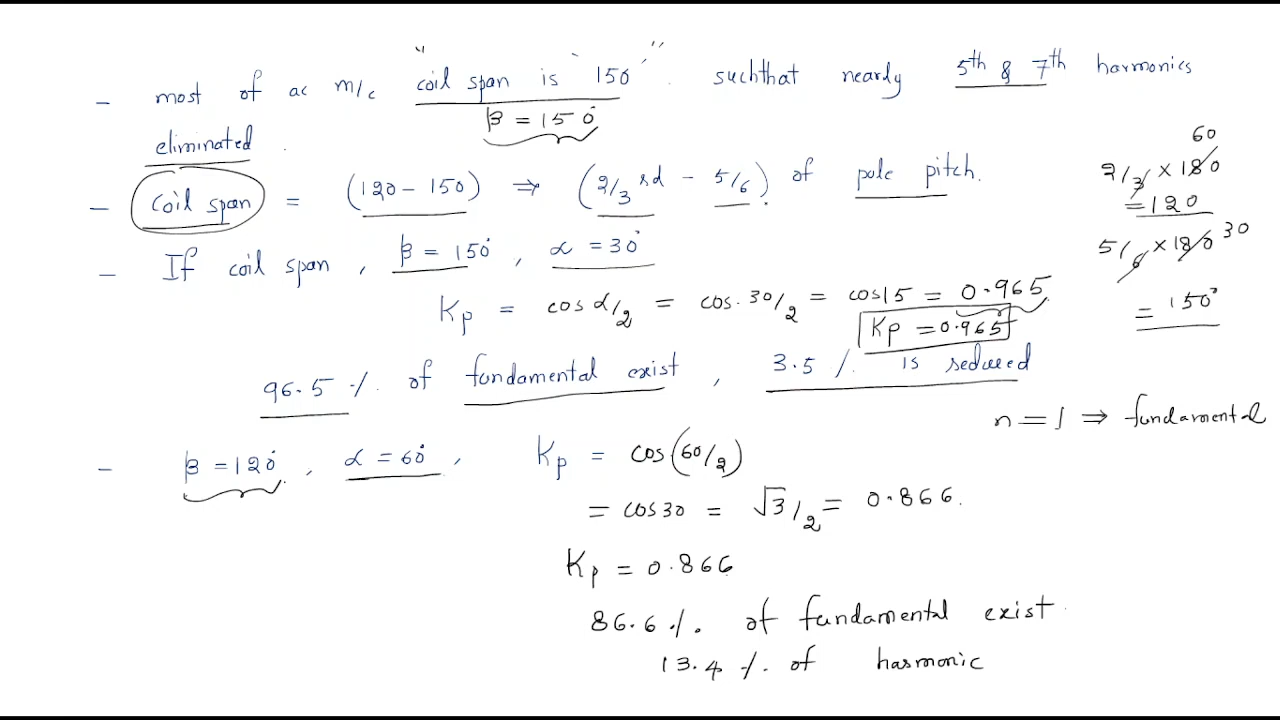 - most of ac m/c "coil span is 150°" suchthat nearly 5th & 7th harmonics
β = 150°
eliminated.
- coil span = (120 - 150) ⇒ (2/3 rd - 5/6) of pole pitch.
2/3 × 180 60
= 120
5/6 × 180 30
= 150°
- If coil span, β = 150°, α = 30°
Kp = cos α/2 = cos. 30/2 = cos15 = 0.965
Kp = 0.965
96.5 %. of fundamental exist, 3.5 %. is reduced
n = 1 ⇒ fundamental
- β = 120°, α = 60°, Kp = cos(60/2)
= cos30 = √3/2 = 0.866.
Kp = 0.866
86.6 %. of fundamental exist.
13.4 %. of harmonic